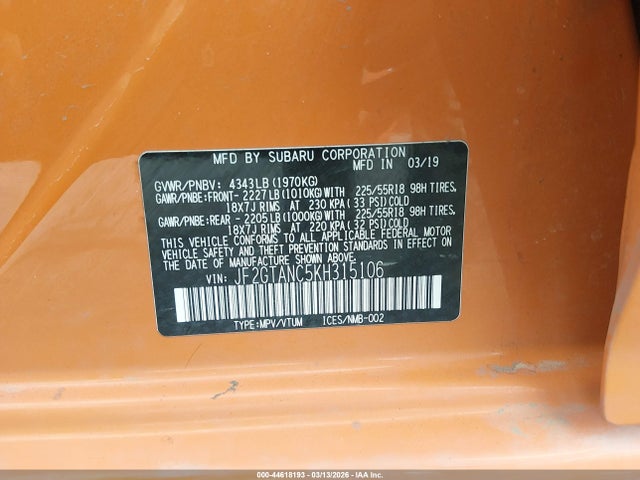 MFD BY SUBARU CORPORATION
MFD IN 03/19
GVWR/PNBV: 4343LB (1970KG)
GAWR/PNBE:FRONT- 2227LB(1010KG)WITH 225/55R18 98H TIRES,
18X7J RIMS AT 230 KPA(33 PSI)COLD
GAWR/PNBE:REAR - 2205LB(1000KG)WITH 225/55R18 98H TIRES,
18X7J RIMS AT 220 KPA(32 PSI)COLD
THIS VEHICLE CONFORMS TO ALL APPLICABLE FEDERAL MOTOR
VEHICLE SAFETY AND THEFT PREVENTION STANDARDS IN EFFECT
ON THE DATE OF MANUFACTURE SHOWN ABOVE.
VIN: JF2GTANC5KH315106
TYPE:MPV/VTUM ICES/NMB-002
000-44618193 - 03/13/2026 - IAA Inc.